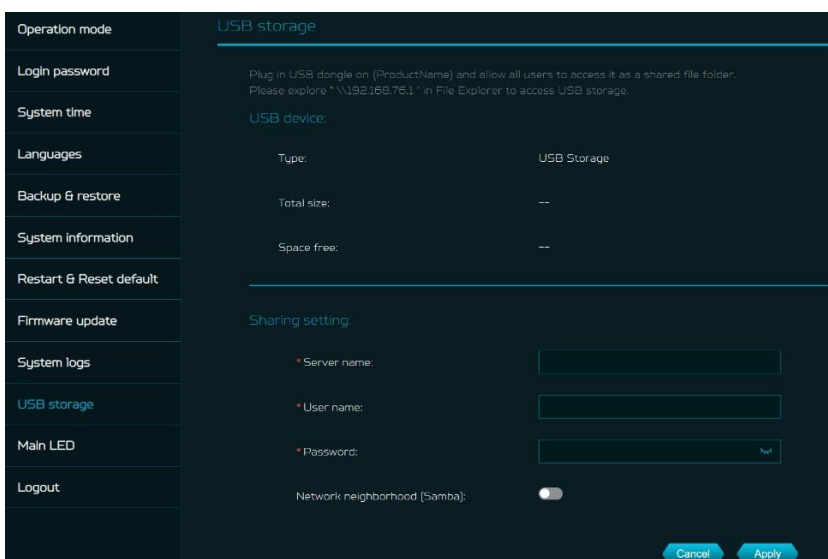 Operation mode
Login password
System time
Languages
Backup & restore
System information
Restart & Reset default
Firmware update
System logs
USB storage
Main LED
Logout
USB storage
Plug in USB dongle on {ProductName} and allow all users to access it as a shared file folder.
Please explore " \\192.168.76.1 " in File Explorer to access USB storage.
USB device:
Type: USB Storage
Total size: --
Space free: --
Sharing setting:
* Server name:
* User name:
* Password:
Network neighborhood (Samba):
Cancel Apply